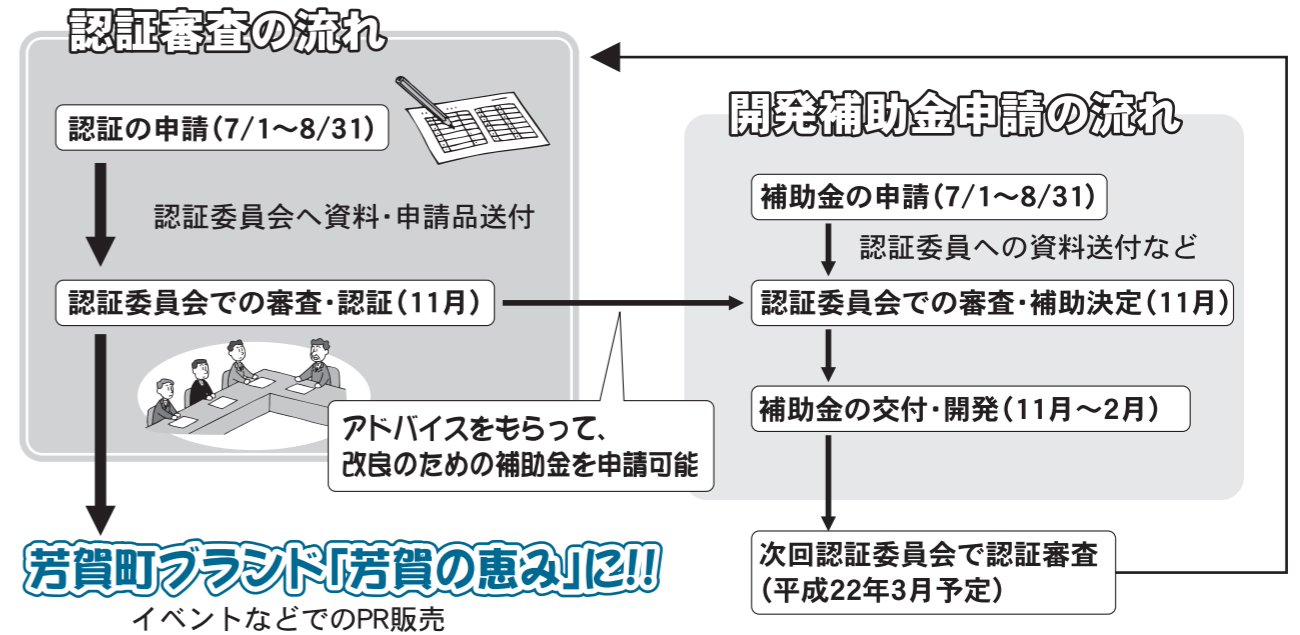 認証審査の流れ
認証の申請(7/1～8/31)
認証委員会へ資料・申請品送付
認証委員会での審査・認証(11月)
アドバイスをもらって、
改良のための補助金を申請可能
芳賀町ブランド「芳賀の恵み」に!!
イベントなどでのPR販売
開発補助金申請の流れ
補助金の申請(7/1～8/31)
認証委員への資料送付など
認証委員会での審査・補助決定(11月)
補助金の交付・開発(11月～2月)
次回認証委員会で認証審査
(平成22年3月予定)